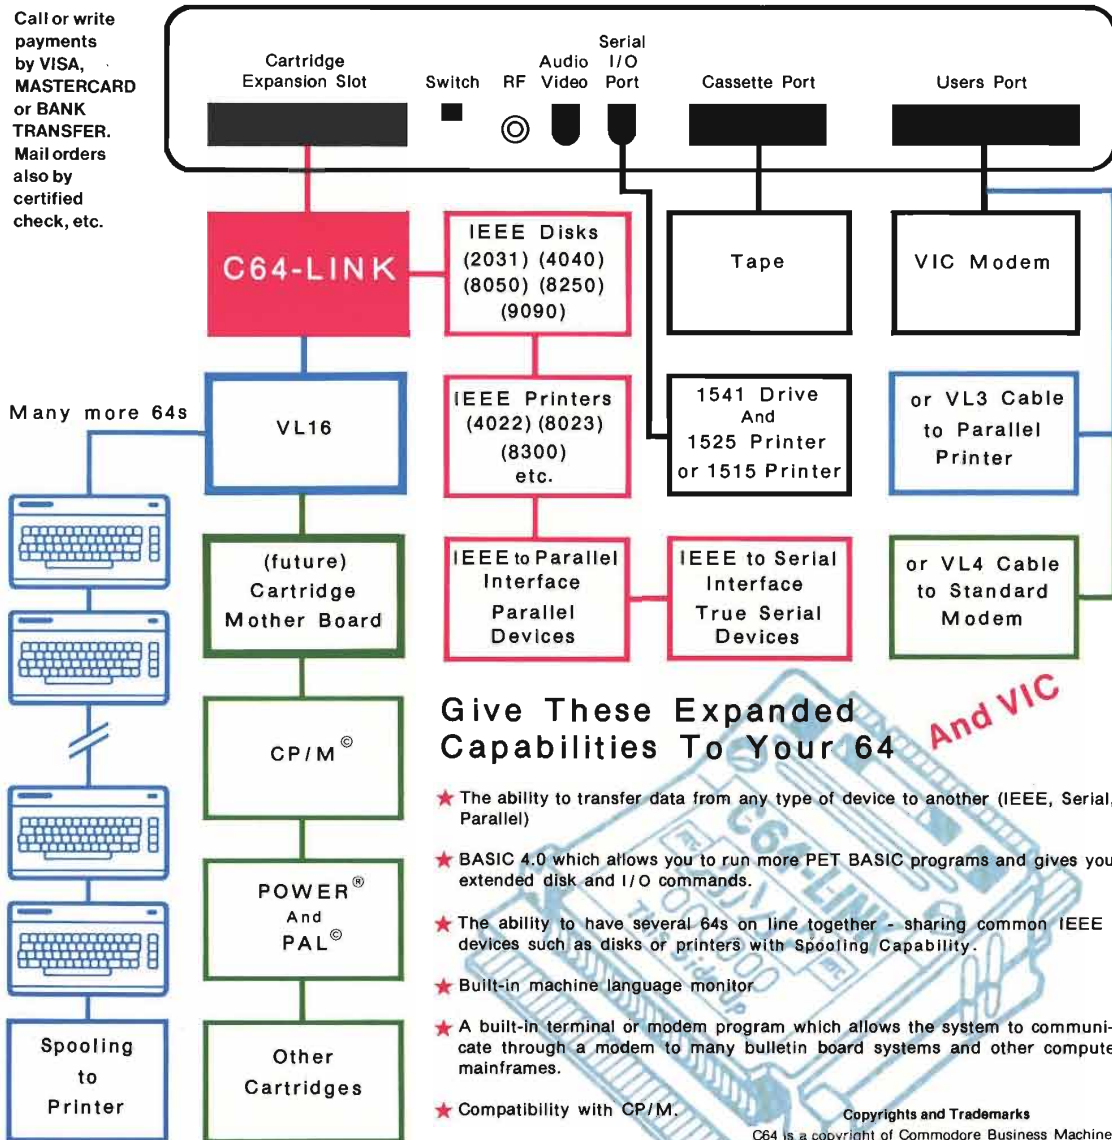 Call or write
payments
by VISA,
MASTERCARD
or BANK
TRANSFER.
Mail orders
also by
certified
check, etc.
Cartridge
Expansion Slot
Switch
RF
Audio
Video
Serial
I/O
Port
Cassette Port
Users Port
C64-LINK
IEEE Disks
(2031) (4040)
(8050) (8250)
(9090)
Tape
VIC Modem
Many more 64s
VL16
IEEE Printers
(4022) (8023)
(8300)
etc.
1541 Drive
And
1525 Printer
or 1515 Printer
or VL3 Cable
to Parallel
Printer
(future)
Cartridge
Mother Board
IEEE to Parallel
Interface
Parallel
Devices
IEEE to Serial
Interface
True Serial
Devices
or VL4 Cable
to Standard
Modem
CP/M©
POWER®
And
PAL©
Other
Cartridges
Spooling
to
Printer
Give These Expanded
Capabilities To Your 64
And VIC
★ The ability to transfer data from any type of device to another (IEEE, Serial,
Parallel)
★ BASIC 4.0 which allows you to run more PET BASIC programs and gives you
extended disk and I/O commands.
★ The ability to have several 64s on line together - sharing common IEEE
devices such as disks or printers with Spooling Capability.
★ Built-in machine language monitor
★ A built-in terminal or modem program which allows the system to communi-
cate through a modem to many bulletin board systems and other compute
mainframes.
★ Compatibility with CP/M.
C64-LINK
Copyrights and Trademarks
C64 is a copyright of Commodore Business Machine